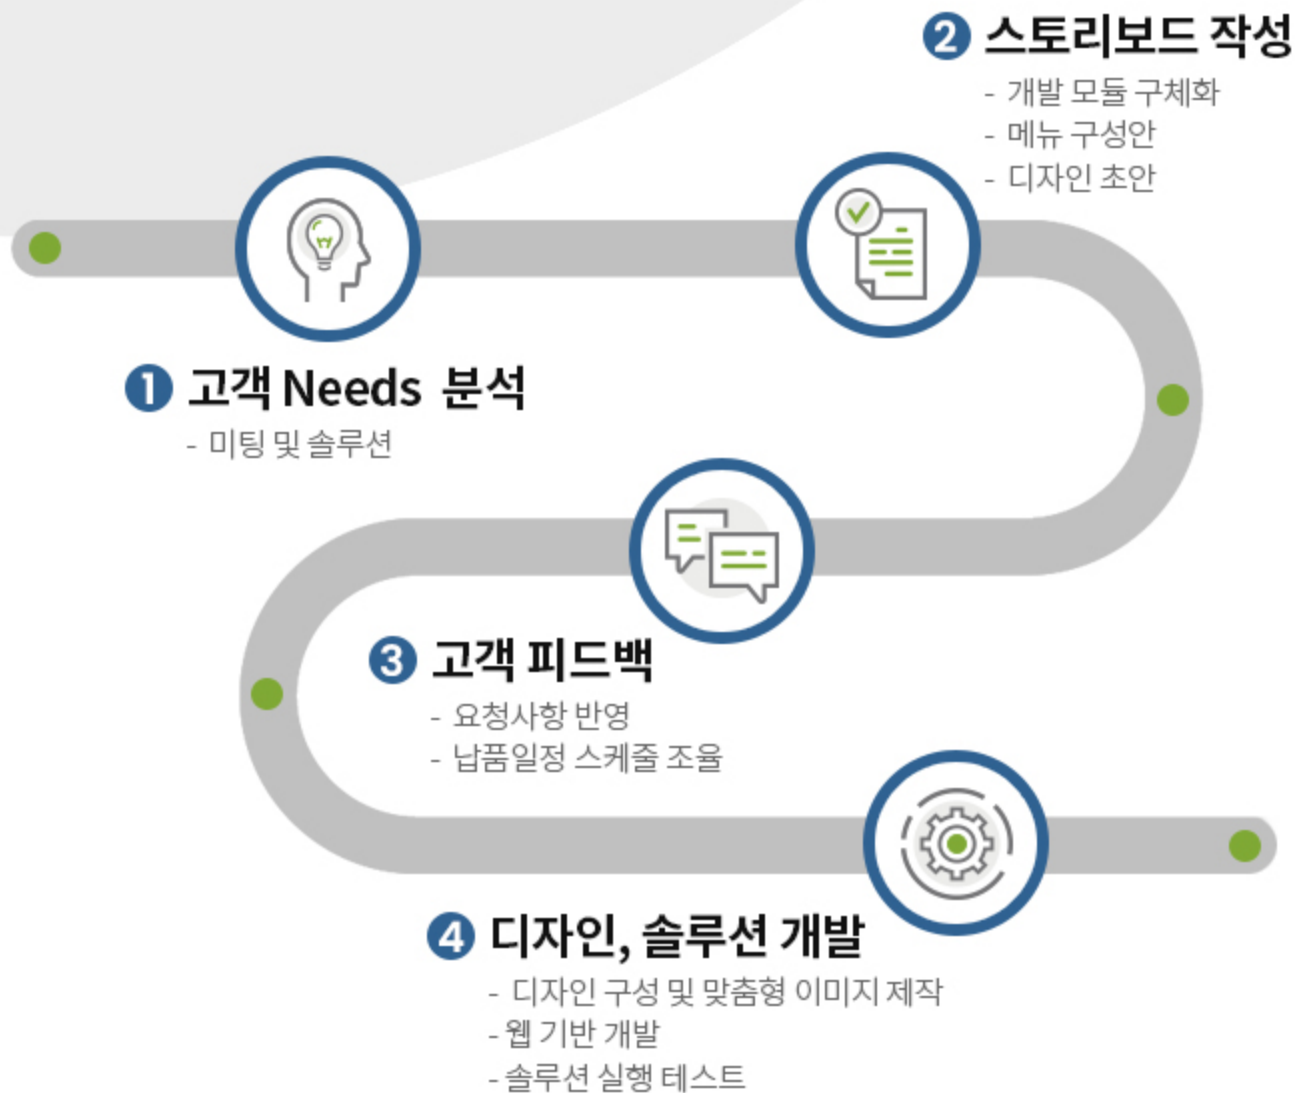 1 고객 Needs 분석
- 미팅 및 솔루션
2 스토리보드 작성
- 개발 모듈 구체화
- 메뉴 구성안
- 디자인 초안
3 고객 피드백
- 요청사항 반영
- 납품일정 스케줄 조율
4 디자인, 솔루션 개발
- 디자인 구성 및 맞춤형 이미지 제작
- 웹 기반 개발
- 솔루션 실행 테스트